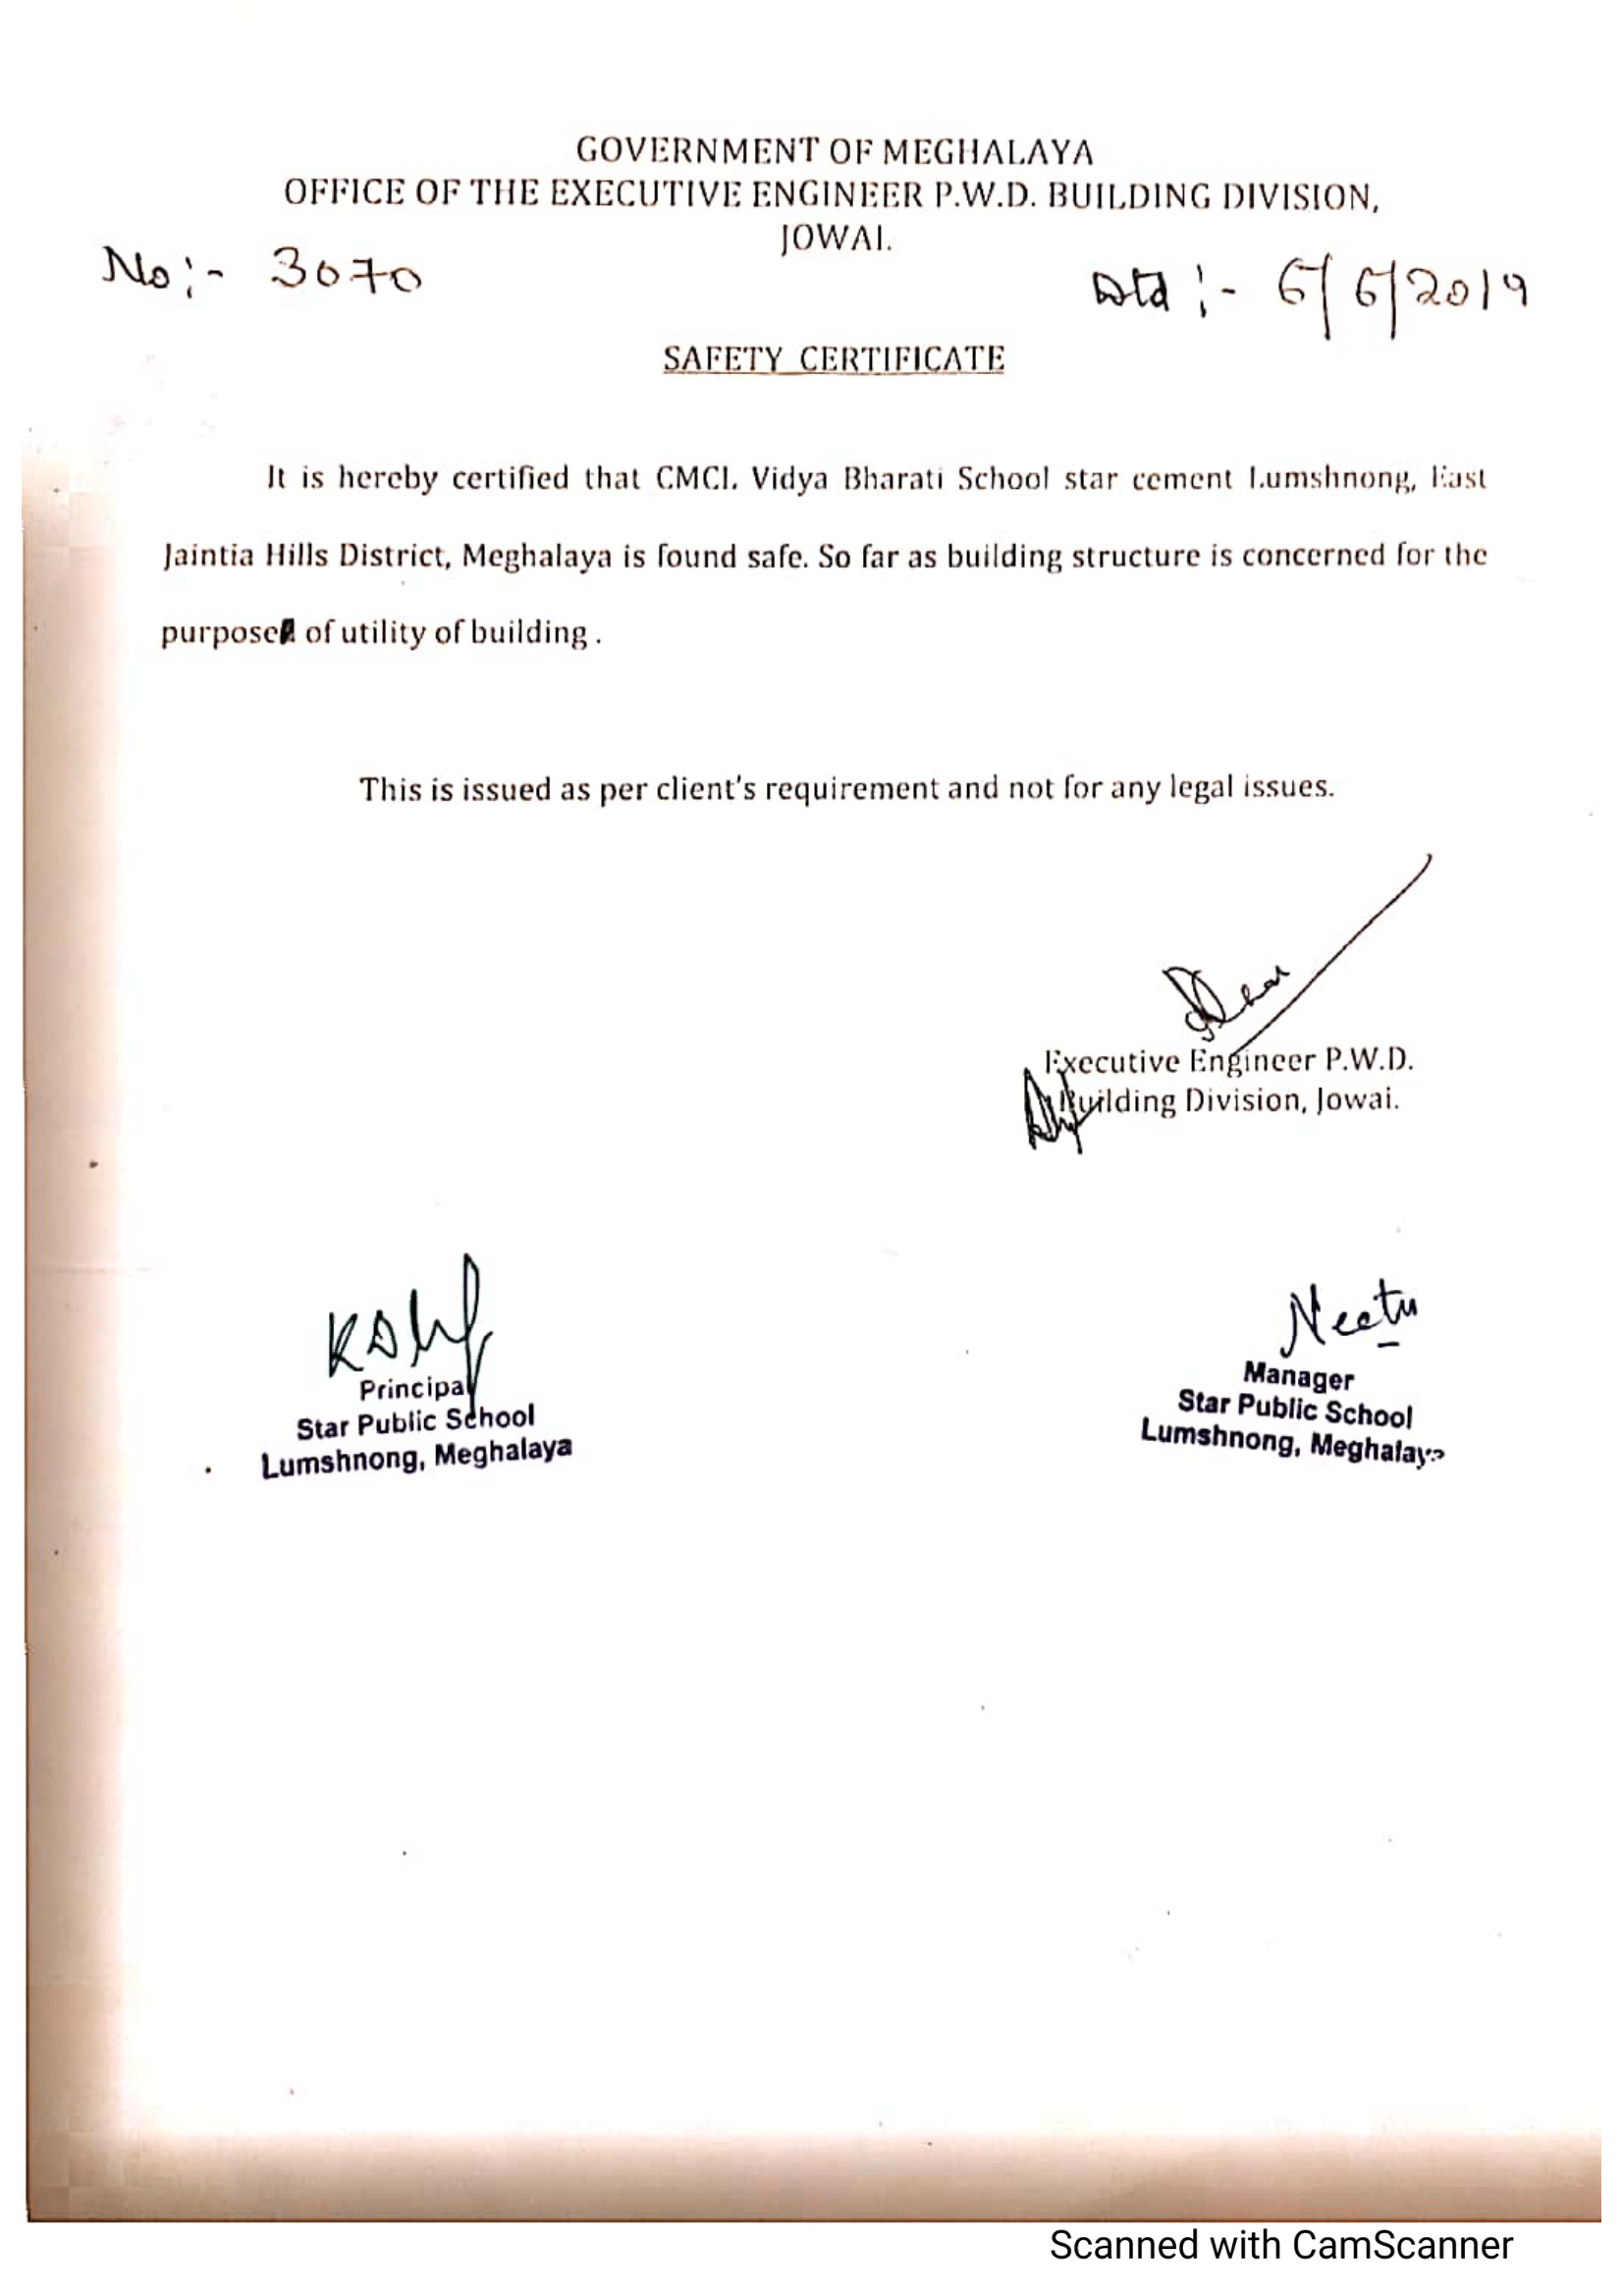 GOVERNMENT OF MEGHALAYA
OFFICE OF THE EXECUTIVE ENGINEER P.W.D. BUILDING DIVISION,
JOWAI.
No:- 3070
Dtd :- 6/6/2019
SAFETY CERTIFICATE
It is hereby certified that CMCL Vidya Bharati School star cement Lumshnong, East
Jaintia Hills District, Meghalaya is found safe. So far as building structure is concerned for the
purpose of utility of building .
This is issued as per client's requirement and not for any legal issues.
Executive Engineer P.W.D.
Building Division, Jowai.
Principal
Star Public School
Lumshnong, Meghalaya
Neetu
Manager
Star Public School
Lumshnong, Meghalaya
Scanned with CamScanner